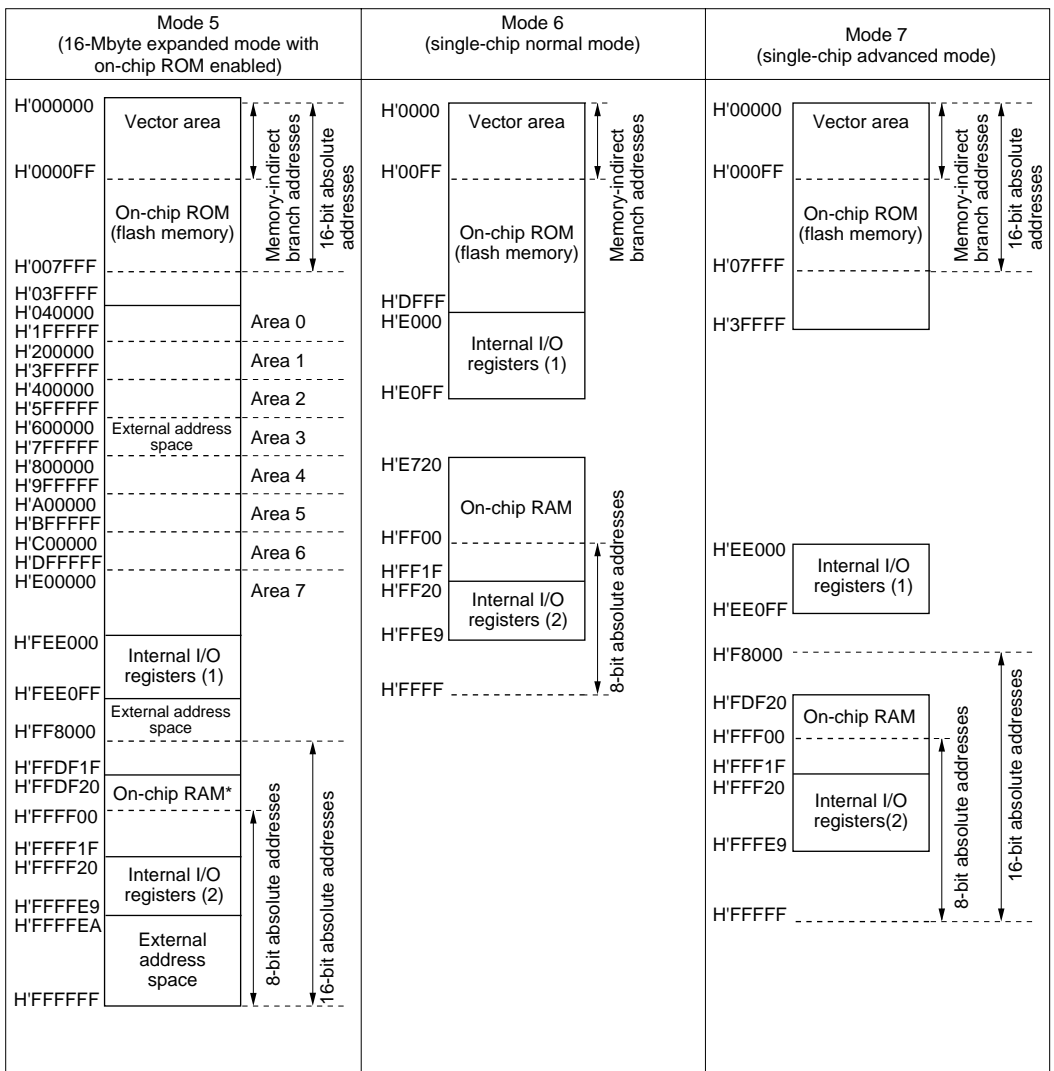 Mode 5
(16-Mbyte expanded mode with
on-chip ROM enabled)
H'000000
Vector area
H'0000FF
On-chip ROM
(flash memory)
H'007FFF
H'03FFFF
Memory-indirect
branch addresses
16-bit absolute
addresses
H'040000
Area 0
H'1FFFFF
H'200000
Area 1
H'3FFFFF
H'400000
Area 2
H'5FFFFF
H'600000
External address
space
Area 3
H'7FFFFF
H'800000
Area 4
H'9FFFFF
H'A00000
Area 5
H'BFFFFF
H'C00000
Area 6
H'DFFFFF
H'E00000
Area 7
H'FEE000
Internal I/O
registers (1)
H'FEE0FF
External address
space
H'FF8000
H'FFDF1F
H'FFDF20
On-chip RAM*
H'FFFF00
H'FFFF1F
H'FFFF20
Internal I/O
registers (2)
H'FFFFE9
H'FFFFEA
External
address
space
H'FFFFFF
8-bit absolute addresses
16-bit absolute addresses
Mode 6
(single-chip normal mode)
H'0000
Vector area
H'00FF
On-chip ROM
(flash memory)
Memory-indirect
branch addresses
H'DFFF
H'E000
Internal I/O
registers (1)
H'E0FF
H'E720
On-chip RAM
H'FF00
H'FF1F
H'FF20
Internal I/O
registers (2)
H'FFE9
H'FFFF
8-bit absolute addresses
Mode 7
(single-chip advanced mode)
H'00000
Vector area
H'000FF
On-chip ROM
(flash memory)
H'07FFF
Memory-indirect
branch addresses
16-bit absolute
addresses
H'3FFFF
H'EE000
Internal I/O
registers (1)
H'EE0FF
H'F8000
H'FDF20
On-chip RAM
H'FFF00
H'FFF1F
H'FFF20
Internal I/O
registers(2)
H'FFFE9
H'FFFFF
8-bit absolute addresses
16-bit absolute addresses